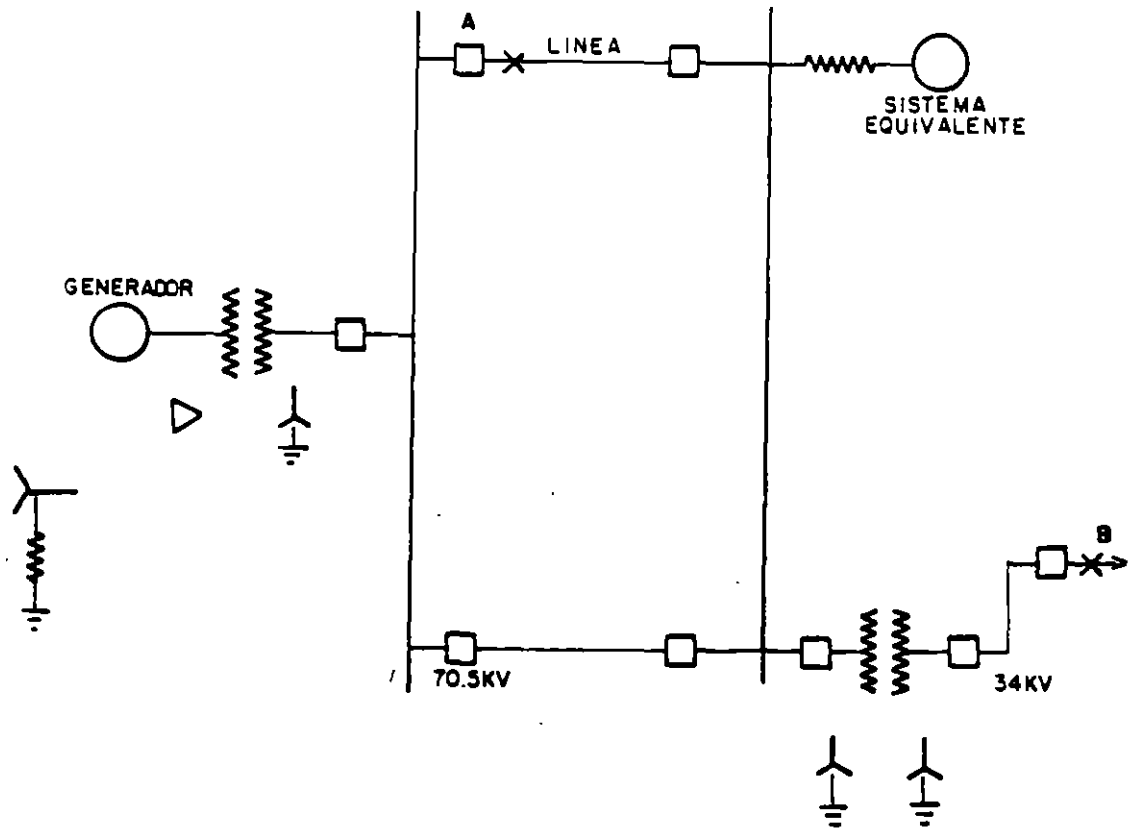 A
LINEA
SISTEMA
EQUIVALENTE
GENERADOR
B
70.5KV
34KV